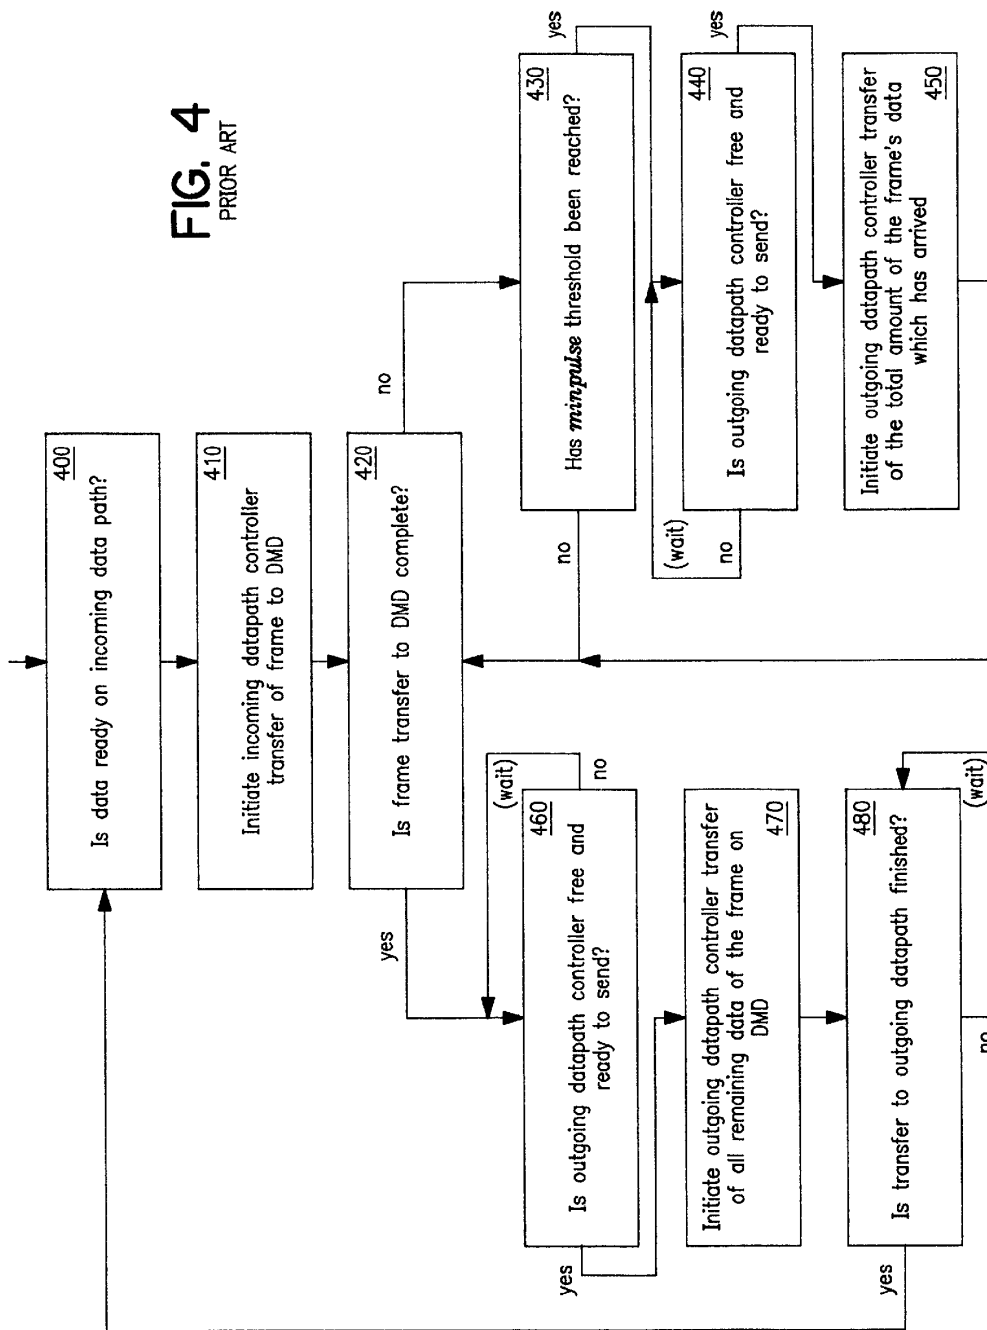 FIG. 4
PRIOR ART
400
Is data ready on incoming data path?
410
Initiate incoming datapath controller
transfer of frame to DMD
420
Is frame transfer to DMD complete?
yes
no
(wait)
no
460
Is outgoing datapath controller free and
ready to send?
yes
Initiate outgoing datapath controller transfer
of all remaining data of the frame on
DMD
470
480
Is transfer to outgoing datapath finished?
(wait)
yes
no
430
Has minpulse threshold been reached?
yes
no
(wait)
no
440
Is outgoing datapath controller free and
ready to send?
yes
450
Initiate outgoing datapath controller transfer
of the total amount of the frame's data
which has arrived